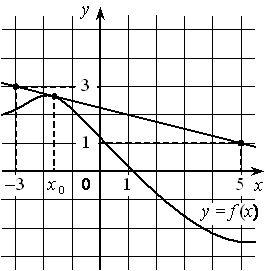 y
3
1
−3 x₀ 0 1 5 x
y = f(x)